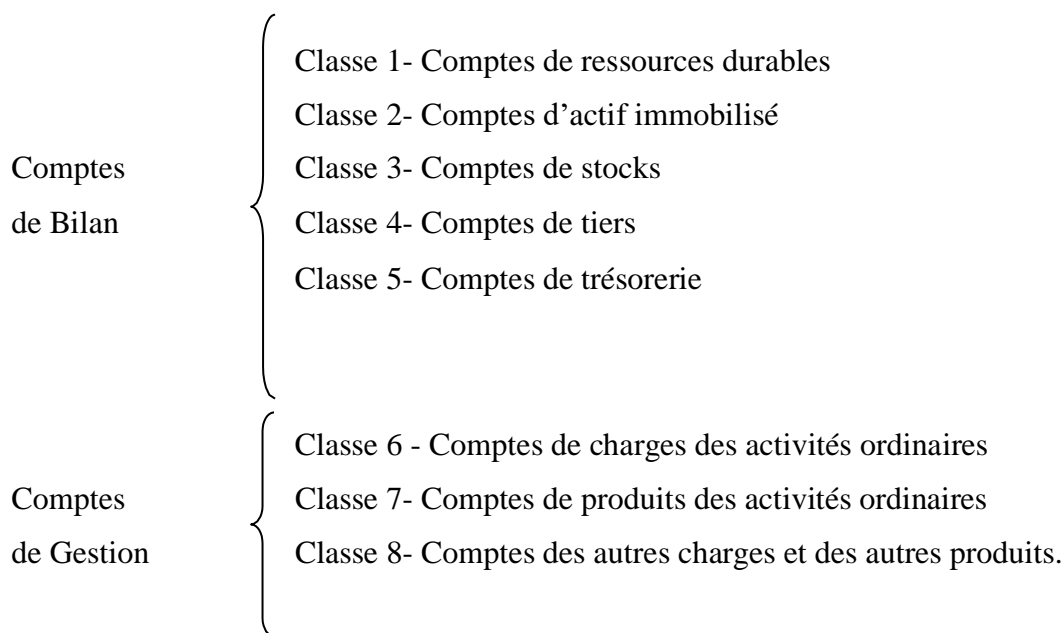 Comptes
de Bilan
Classe 1- Comptes de ressources durables
Classe 2- Comptes d’actif immobilisé
Classe 3- Comptes de stocks
Classe 4- Comptes de tiers
Classe 5- Comptes de trésorerie
Comptes
de Gestion
Classe 6 - Comptes de charges des activités ordinaires
Classe 7- Comptes de produits des activités ordinaires
Classe 8- Comptes des autres charges et des autres produits.